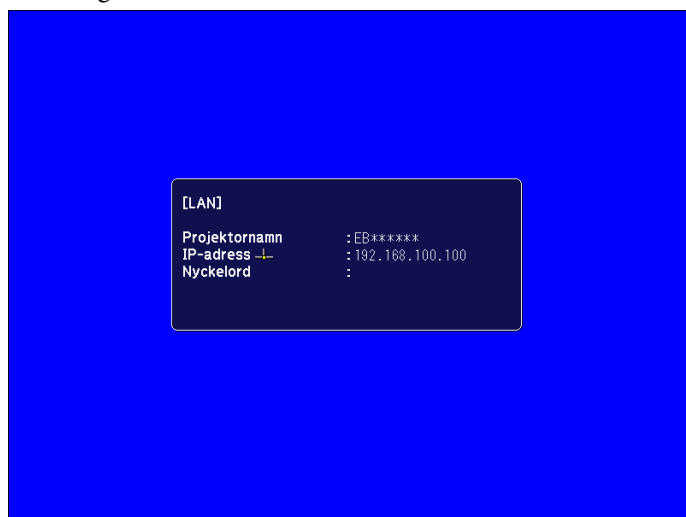 [LAN]
Projektornamn :EB******
IP-adress :192.168.100.100
Nyckelord :